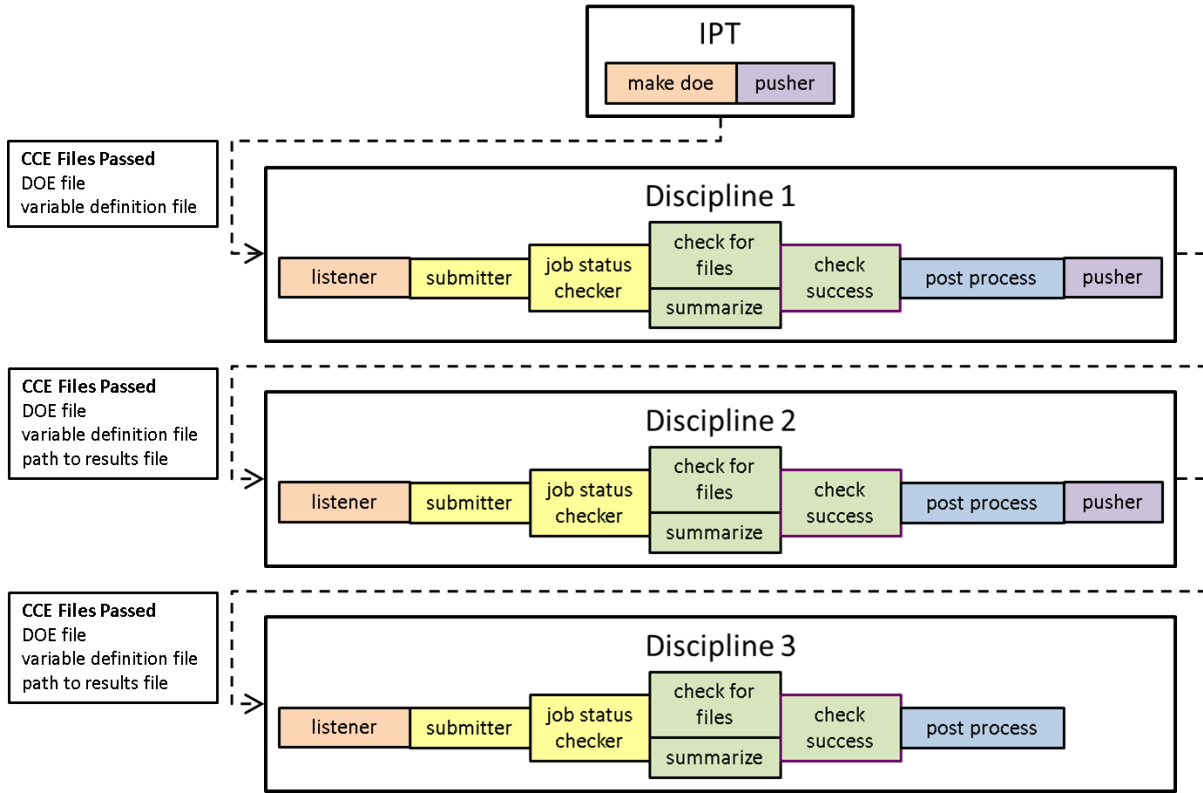 IPT
make doe
pusher
CCE Files Passed
DOE file
variable definition file
Discipline 1
listener
submitter
job status
checker
check for
files
summarize
check
success
post process
pusher
CCE Files Passed
DOE file
variable definition file
path to results file
Discipline 2
listener
submitter
job status
checker
check for
files
summarize
check
success
post process
pusher
CCE Files Passed
DOE file
variable definition file
path to results file
Discipline 3
listener
submitter
job status
checker
check for
files
summarize
check
success
post process